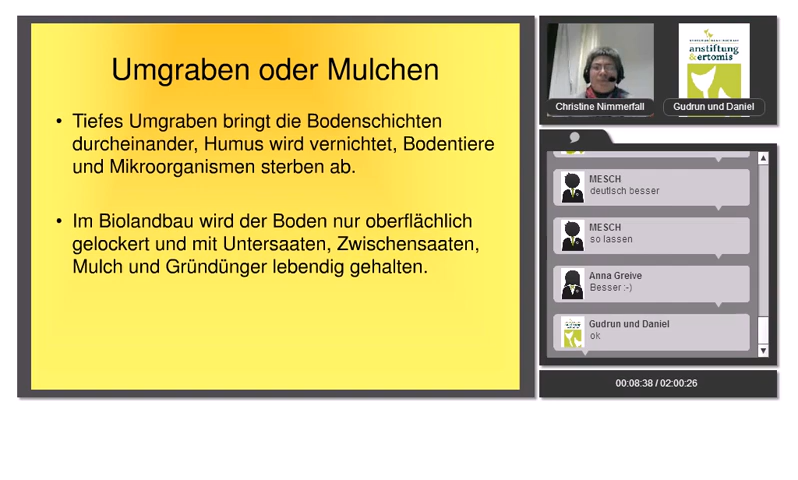 Umgraben oder Mulchen
• Tiefes Umgraben bringt die Bodenschichten
durcheinander, Humus wird vernichtet, Bodentiere
und Mikroorganismen sterben ab.
• Im Biolandbau wird der Boden nur oberflächlich
gelockert und mit Untersaaten, Zwischensaaten,
Mulch und Gründünger lebendig gehalten.
anstiftung
&ertomis
Christine Nimmerfall
Gudrun und Daniel
MESCH
deutlsch besser
MESCH
so lassen
Anna Greive
Besser :-)
Gudrun und Daniel
ok
00:08:38 / 02:00:26